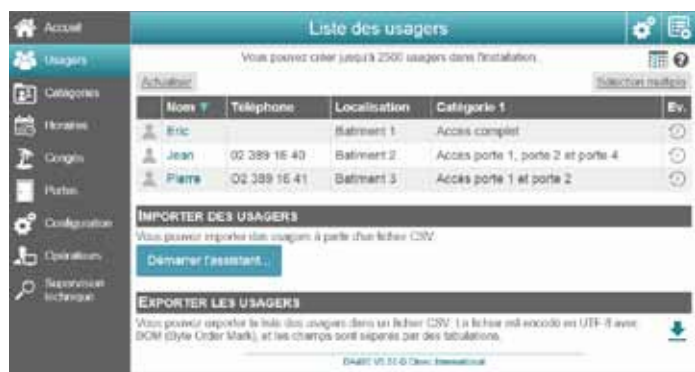 Accueil
Liste des usagers
Usagers
Vous pouvez créer jusqu'à 2500 usagers dans l'installation.
Catégories
Actualiser
Sélection multiple
Nom ▼ Téléphone Localisation Catégorie 1 Ev.
Horaires
Eric Batiment 1 Accès complet
Congés
Jean 02 389 16 40 Batiment 2 Accès porte 1, porte 2 et porte 4
Pierre 02 389 16 41 Batiment 3 Accès porte 1 et porte 2
Portes
Configuration
IMPORTER DES USAGERS
Vous pouvez importer des usagers à partir d'un fichier CSV.
Opérateurs
Démarrer l'assistant...
Supervision
technique
EXPORTER LES USAGERS
Vous pouvez exporter la liste des usagers dans un fichier CSV. Le fichier est encodé en UTF-8 avec
BOM (Byte Order Mark), et les champs sont séparés par des tabulations.
International